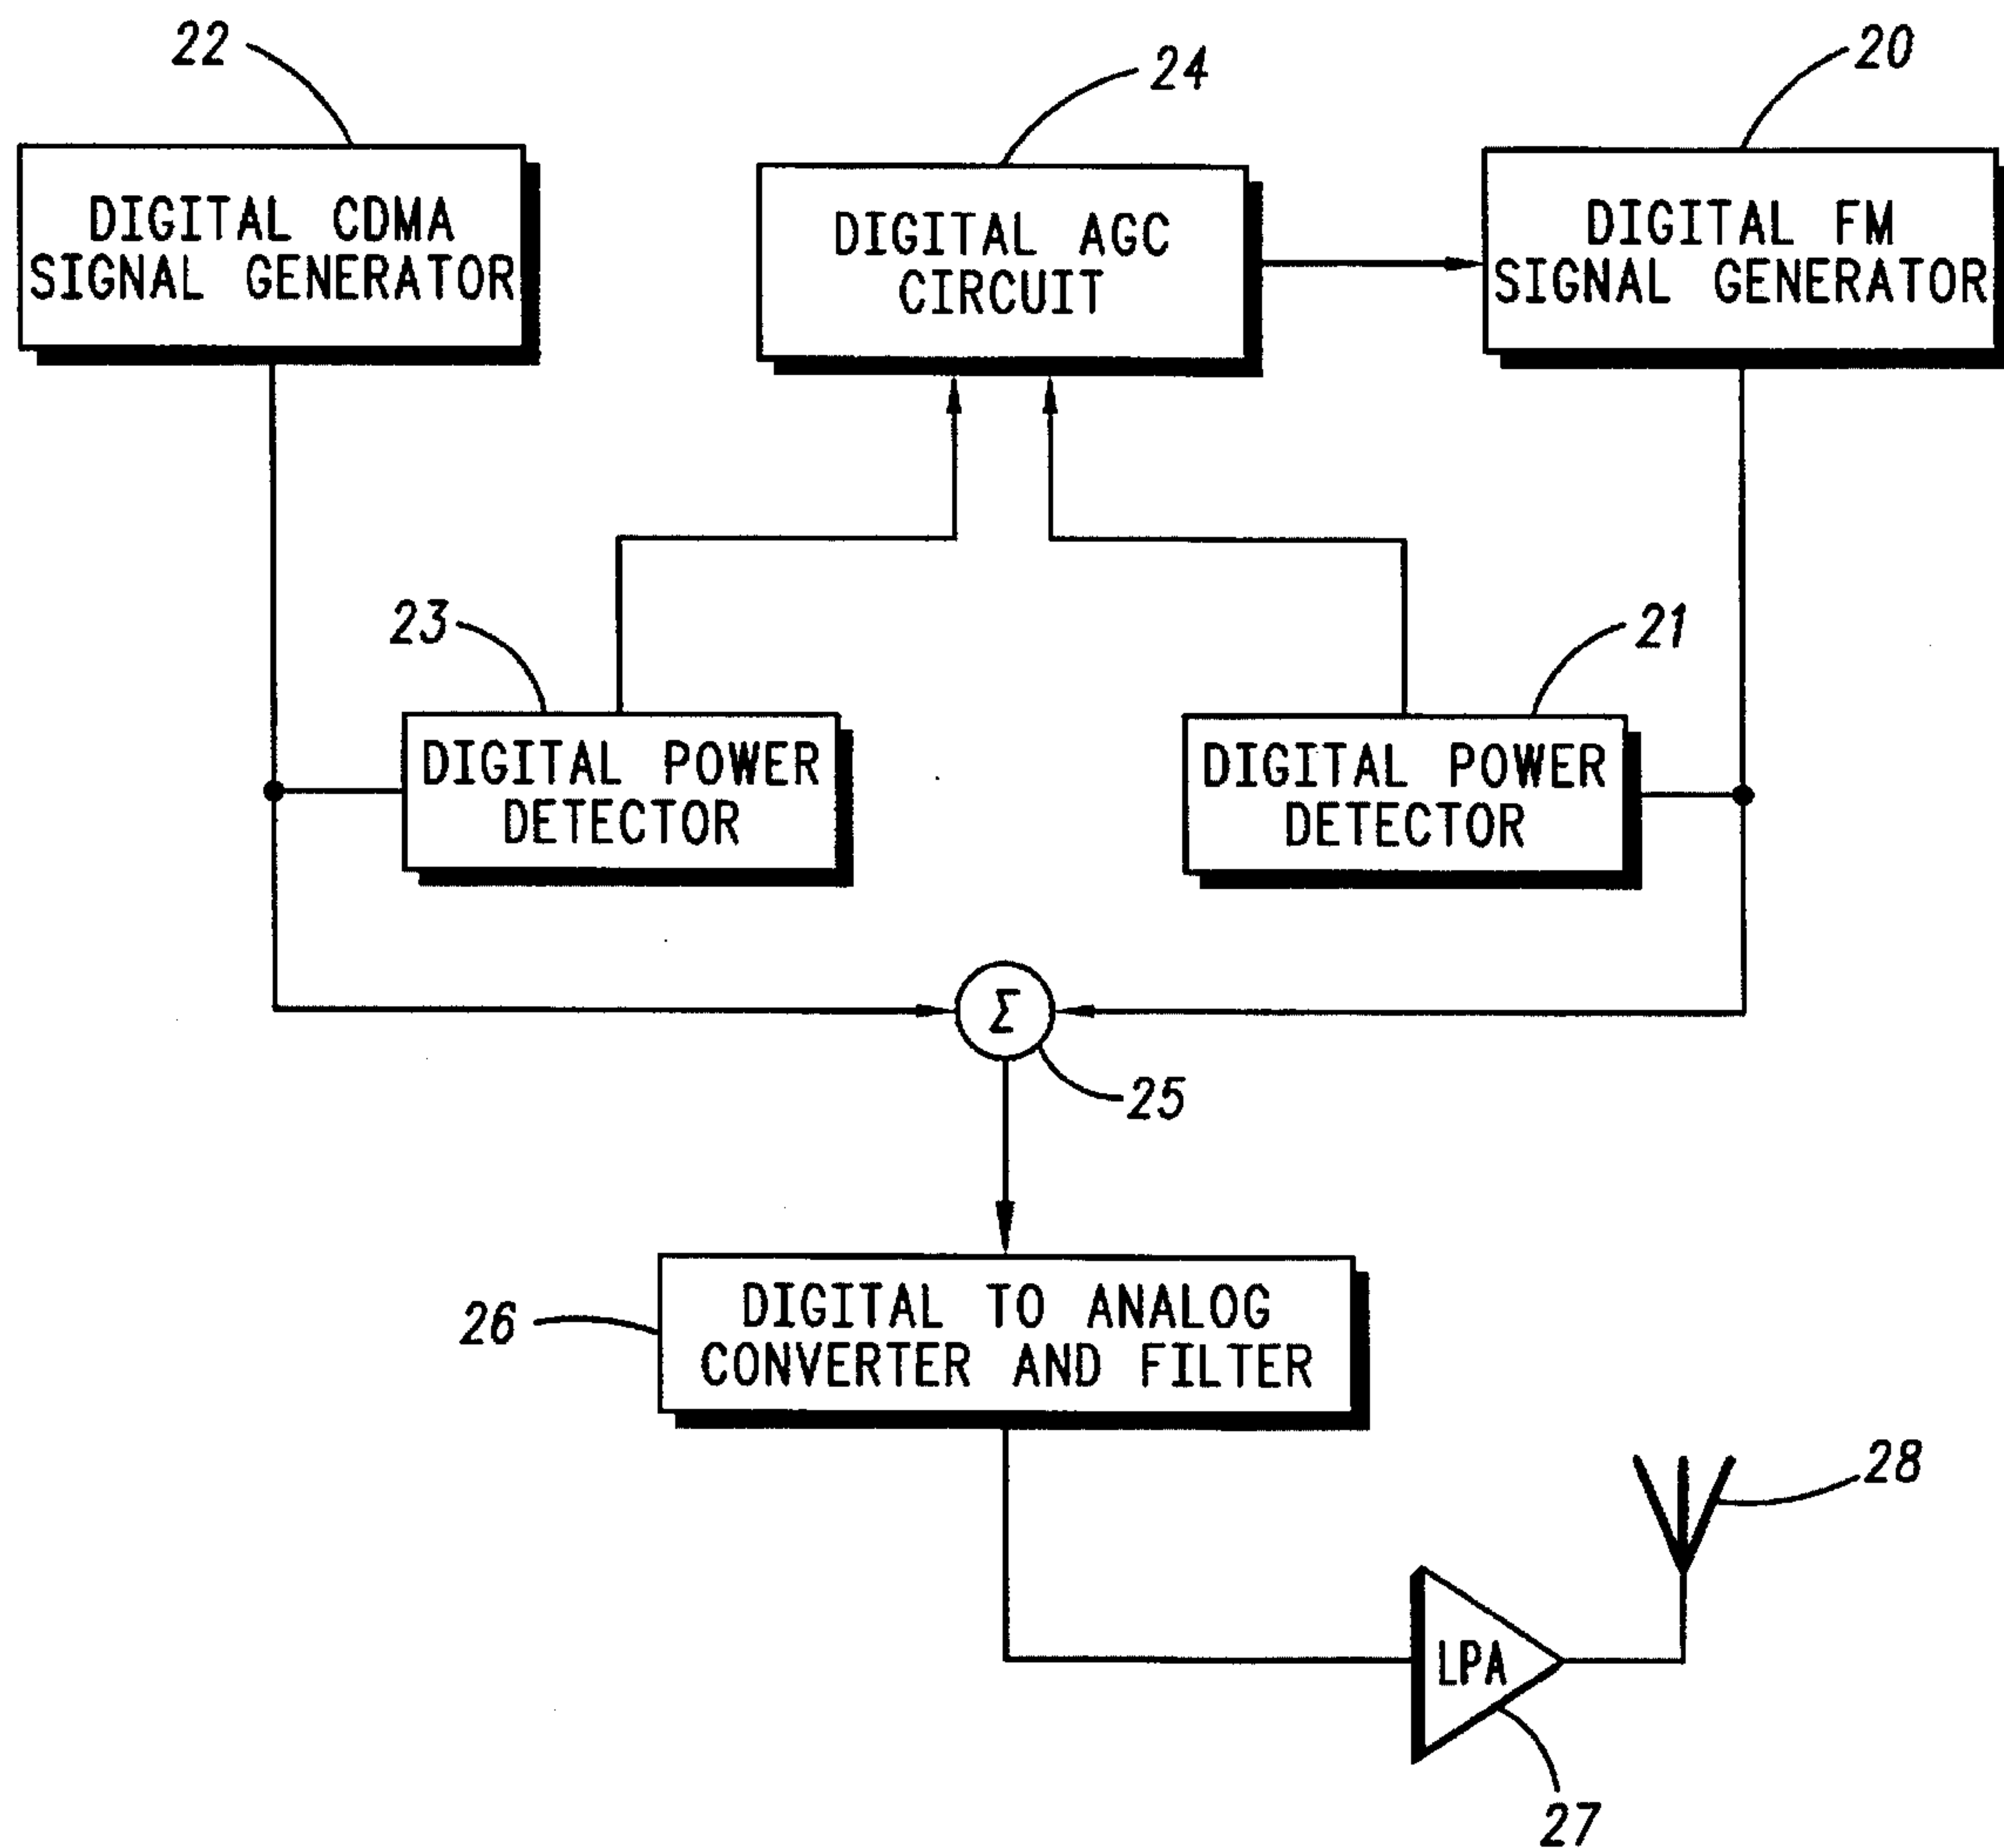 22
24
20
DIGITAL CDMA
SIGNAL GENERATOR
DIGITAL AGC
CIRCUIT
DIGITAL FM
SIGNAL GENERATOR
23
21
DIGITAL POWER
DETECTOR
DIGITAL POWER
DETECTOR
Σ
25
26
DIGITAL TO ANALOG
CONVERTER AND FILTER
28
LPA
27